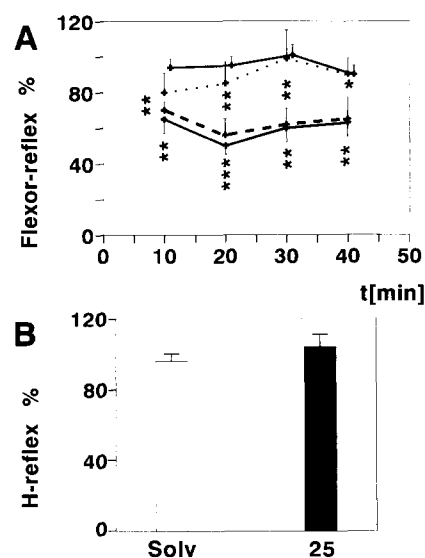 A
Flexor-reflex %
120
80
40
0
0 10 20 30 40 50
t[min]
** ** ** *
** *** ** **
B
H-reflex %
120
80
40
0
Solv 25